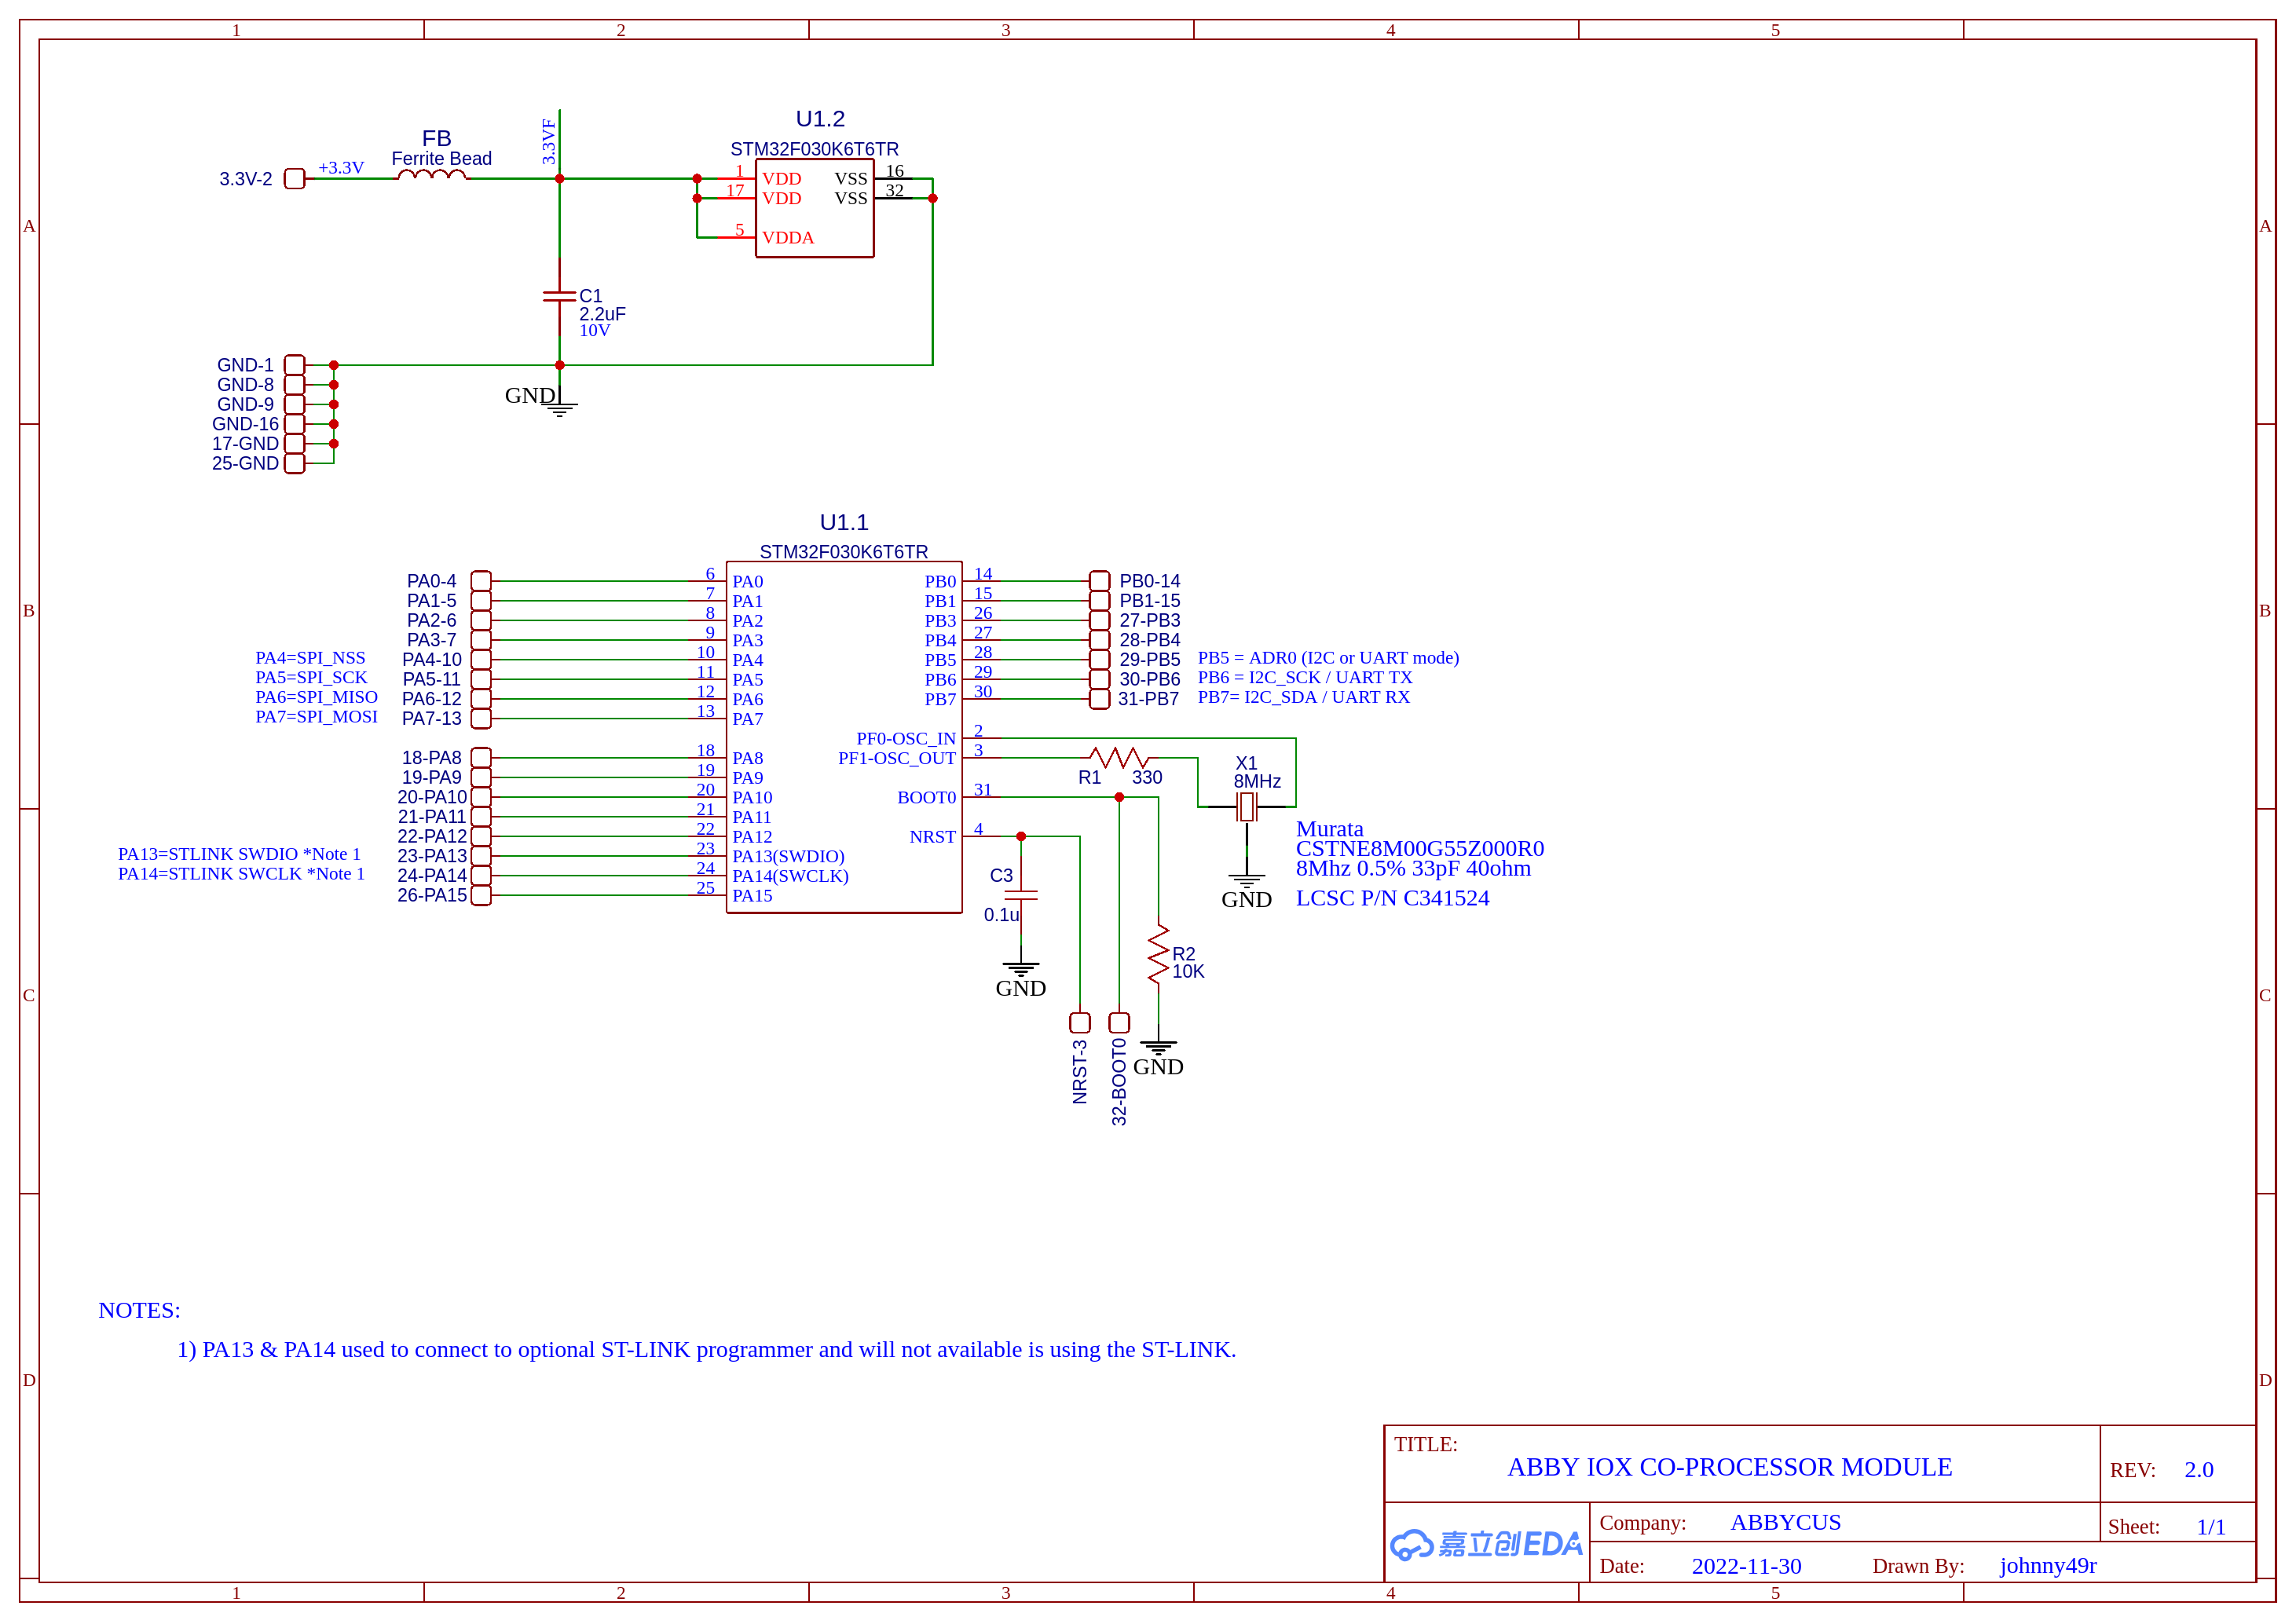 1 2 3 4 5
A A
B B
C C
D D
U1.2
STM32F030K6T6TR
FB
Ferrite Bead
3.3VF
3.3V-2 +3.3V
1 VDD VSS 16
17 VDD VSS 32
5 VDDA
C1
2.2uF
10V
GND-1
GND-8
GND-9
GND-16
17-GND
25-GND
GND
U1.1
STM32F030K6T6TR
PA0-4 6 PA0 PB0 14 PB0-14
PA1-5 7 PA1 PB1 15 PB1-15
PA2-6 8 PA2 PB3 26 27-PB3
PA3-7 9 PA3 PB4 27 28-PB4
PA4=SPI_NSS PA4-10 10 PA4 PB5 28 29-PB5 PB5 = ADR0 (I2C or UART mode)
PA5=SPI_SCK PA5-11 11 PA5 PB6 29 30-PB6 PB6 = I2C_SCK / UART TX
PA6=SPI_MISO PA6-12 12 PA6 PB7 30 31-PB7 PB7= I2C_SDA / UART RX
PA7=SPI_MOSI PA7-13 13 PA7
PF0-OSC_IN 2
18-PA8 18 PA8 PF1-OSC_OUT 3
R1 330
X1
8MHz
19-PA9 19 PA9
20-PA10 20 PA10 BOOT0 31
21-PA11 21 PA11
22-PA12 22 PA12 NRST 4
PA13=STLINK SWDIO *Note 1 23-PA13 23 PA13(SWDIO)
PA14=STLINK SWCLK *Note 1 24-PA14 24 PA14(SWCLK)
26-PA15 25 PA15
Murata
CSTNE8M00G55Z000R0
8Mhz 0.5% 33pF 40ohm
LCSC P/N C341524
GND
C3
0.1u
GND
R2
10K
GND
NRST-3
32-BOOT0
NOTES:
1) PA13 & PA14 used to connect to optional ST-LINK programmer and will not available is using the ST-LINK.
TITLE:
ABBY IOX CO-PROCESSOR MODULE
REV: 2.0
嘉立创EDA
Company: ABBYCUS
Sheet: 1/1
Date: 2022-11-30
Drawn By: johnny49r
1 2 3 4 5